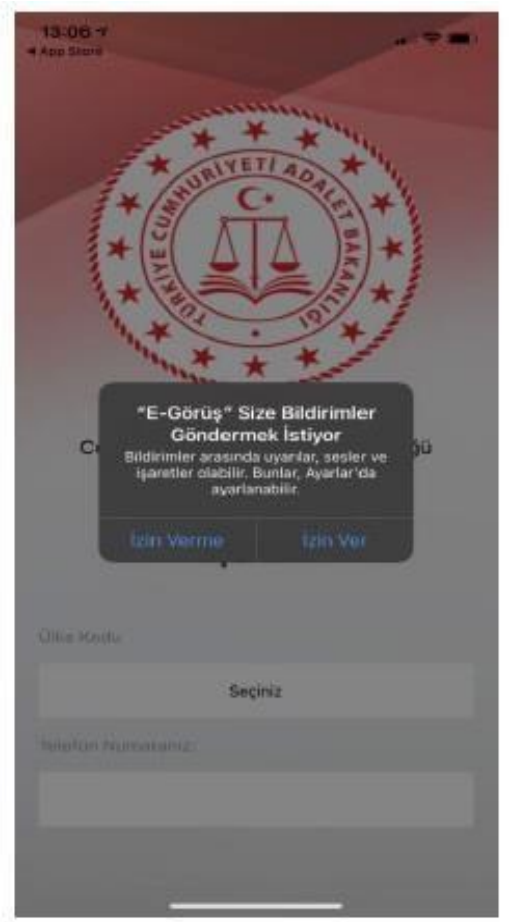 13:06
◀ App Store
TÜRKİYE CUMHURİYETİ ADALET BAKANLIĞI
"E-Görüş" Size Bildirimler
Göndermek İstiyor
Bildirimler arasında uyarılar, sesler ve
işaretler olabilir. Bunlar, Ayarlar'da
ayarlanabilir.
İzin Verme
İzin Ver
Ülke Kodu
Seçiniz
Telefon Numaranız: